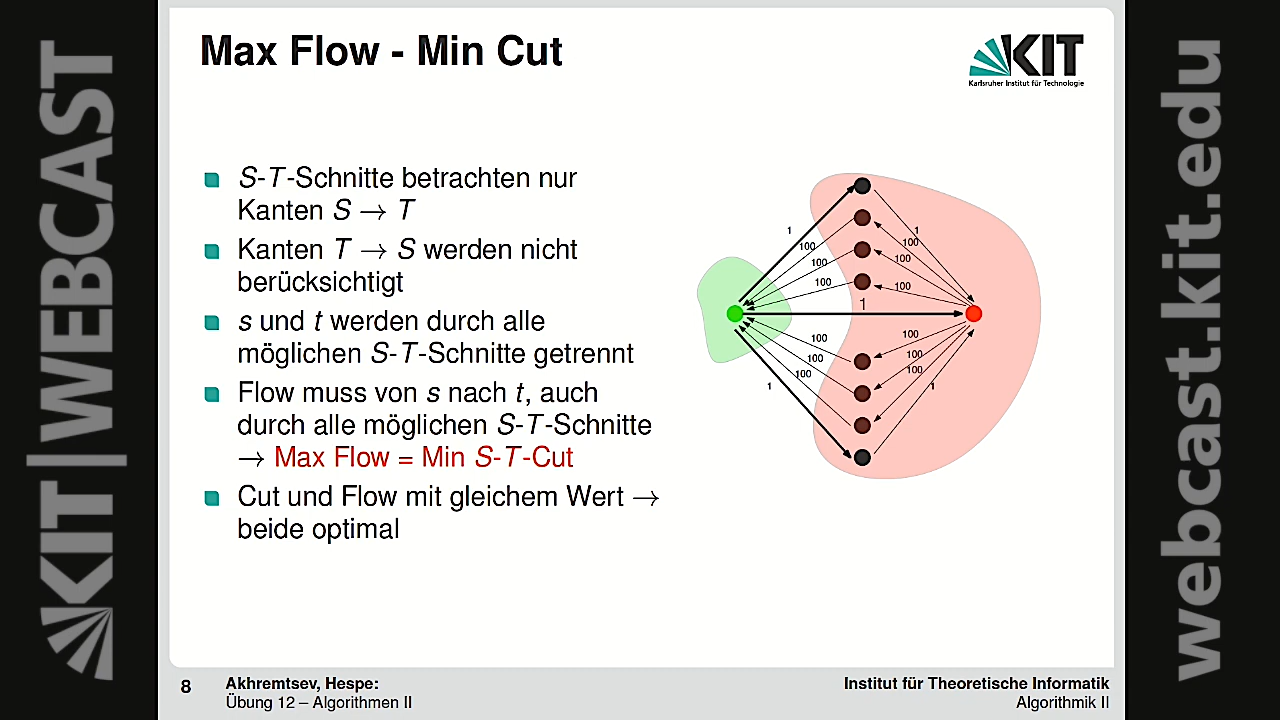 KIT|WEBCAST
Max Flow - Min Cut
KIT
Karlsruher Institut für Technologie
S-T-Schnitte betrachten nur
Kanten S → T
Kanten T → S werden nicht
berücksichtigt
s und t werden durch alle
möglichen S-T-Schnitte getrennt
Flow muss von s nach t, auch
durch alle möglichen S-T-Schnitte
→ Max Flow = Min S-T-Cut
Cut und Flow mit gleichem Wert →
beide optimal
1
1
100
100
100
100
100
100
1
100
100
100
100
100
100
1
1
8
Akhremtsev, Hespe:
Übung 12 – Algorithmen II
Institut für Theoretische Informatik
Algorithmik II
webcast.kit.edu